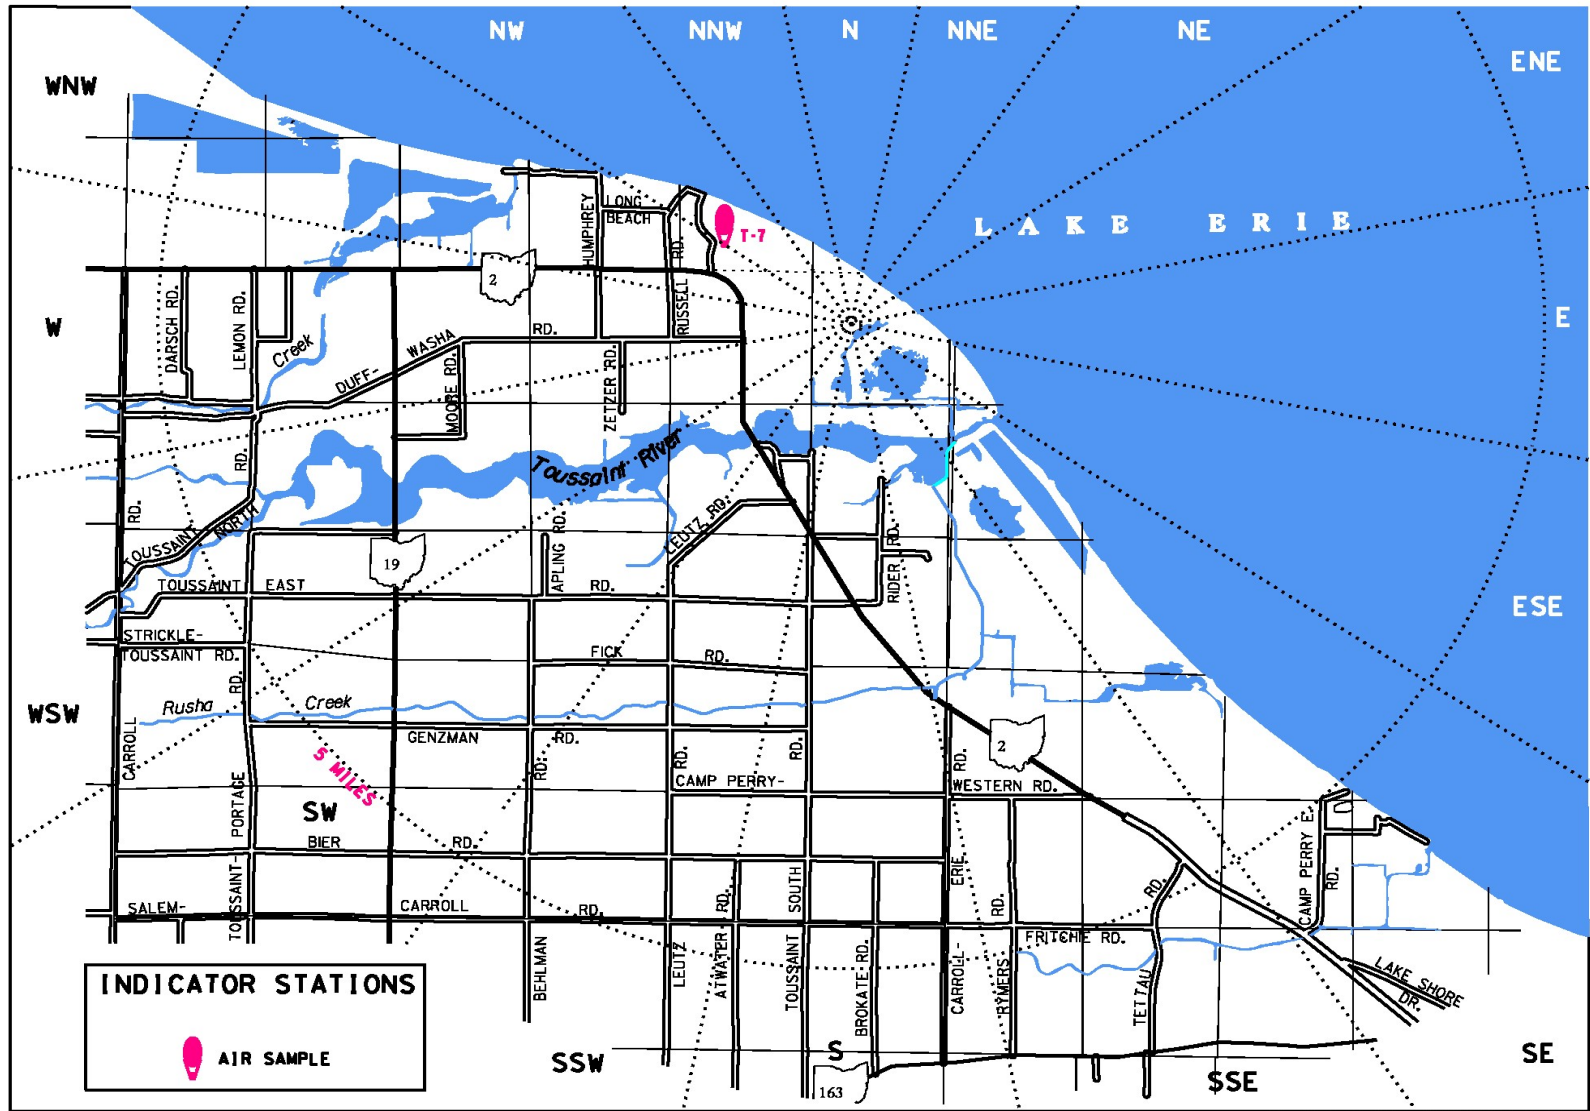 NW
NNW
N
NNE
NE
ENE
WNW
LAKE ERIE
HUMPHREY
LONG
BEACH
RD.
T-7
2
W
DARSCH RD.
LEMON RD.
Creek
DUFF-
WASHA
RD.
RUSSELL
MOORE RD.
ZETZER RD.
E
Toussaint River
RD.
RD.
TOUSSAINT
NORTH
LEUTZ RD.
APLING RD.
RIDER RD.
19
TOUSSAINT EAST RD.
ESE
STRICKLE-
TOUSSAINT RD.
FICK RD.
RD.
Rusha Creek
WSW
CARROLL
GENZMAN RD.
RD.
RD.
RD.
2
RD.
5 MILES
CAMP PERRY-
WESTERN RD.
SW
PORTAGE
BIER RD.
ERIE
CAMP PERRY E.
RD.
SALEM-
CARROLL
RD.
TOUSSAINT-
RD.
SOUTH
RD.
RD.
FRITCHIE RD.
BEHLMAN
LEUTZ
ATWATER
TOUSSAINT
BROKATE RD.
CARROLL-
RYMERS
TETTAU
LAKE SHORE
DR.
INDICATOR STATIONS
AIR SAMPLE
SSW
S
163
SSE
SE